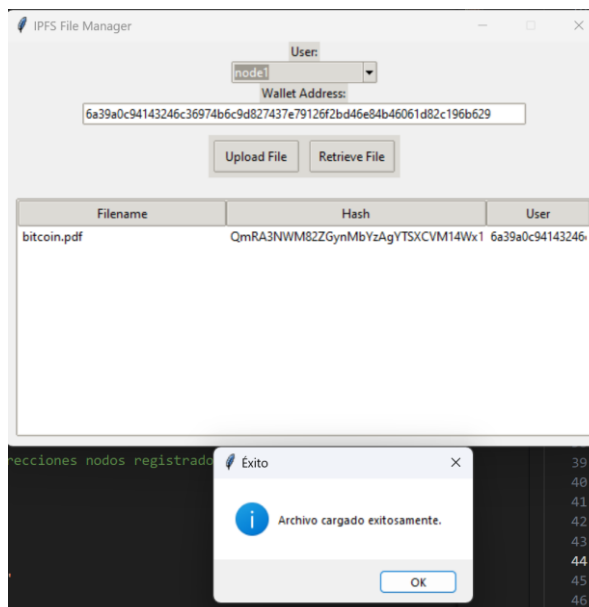 IPFS File Manager
User:
node1
Wallet Address:
6a39a0c94143246c36974b6c9d827437e79126f2bd46e84b46061d82c196b629
Upload File Retrieve File
Filename Hash User
bitcoin.pdf QmRA3NWM82ZGynMbYzAgYTSXCVM14Wx1 6a39a0c94143246
recciones nodos registrado
Éxito
39
40
Archivo cargado exitosamente.
41
42
43
44
OK
45
46